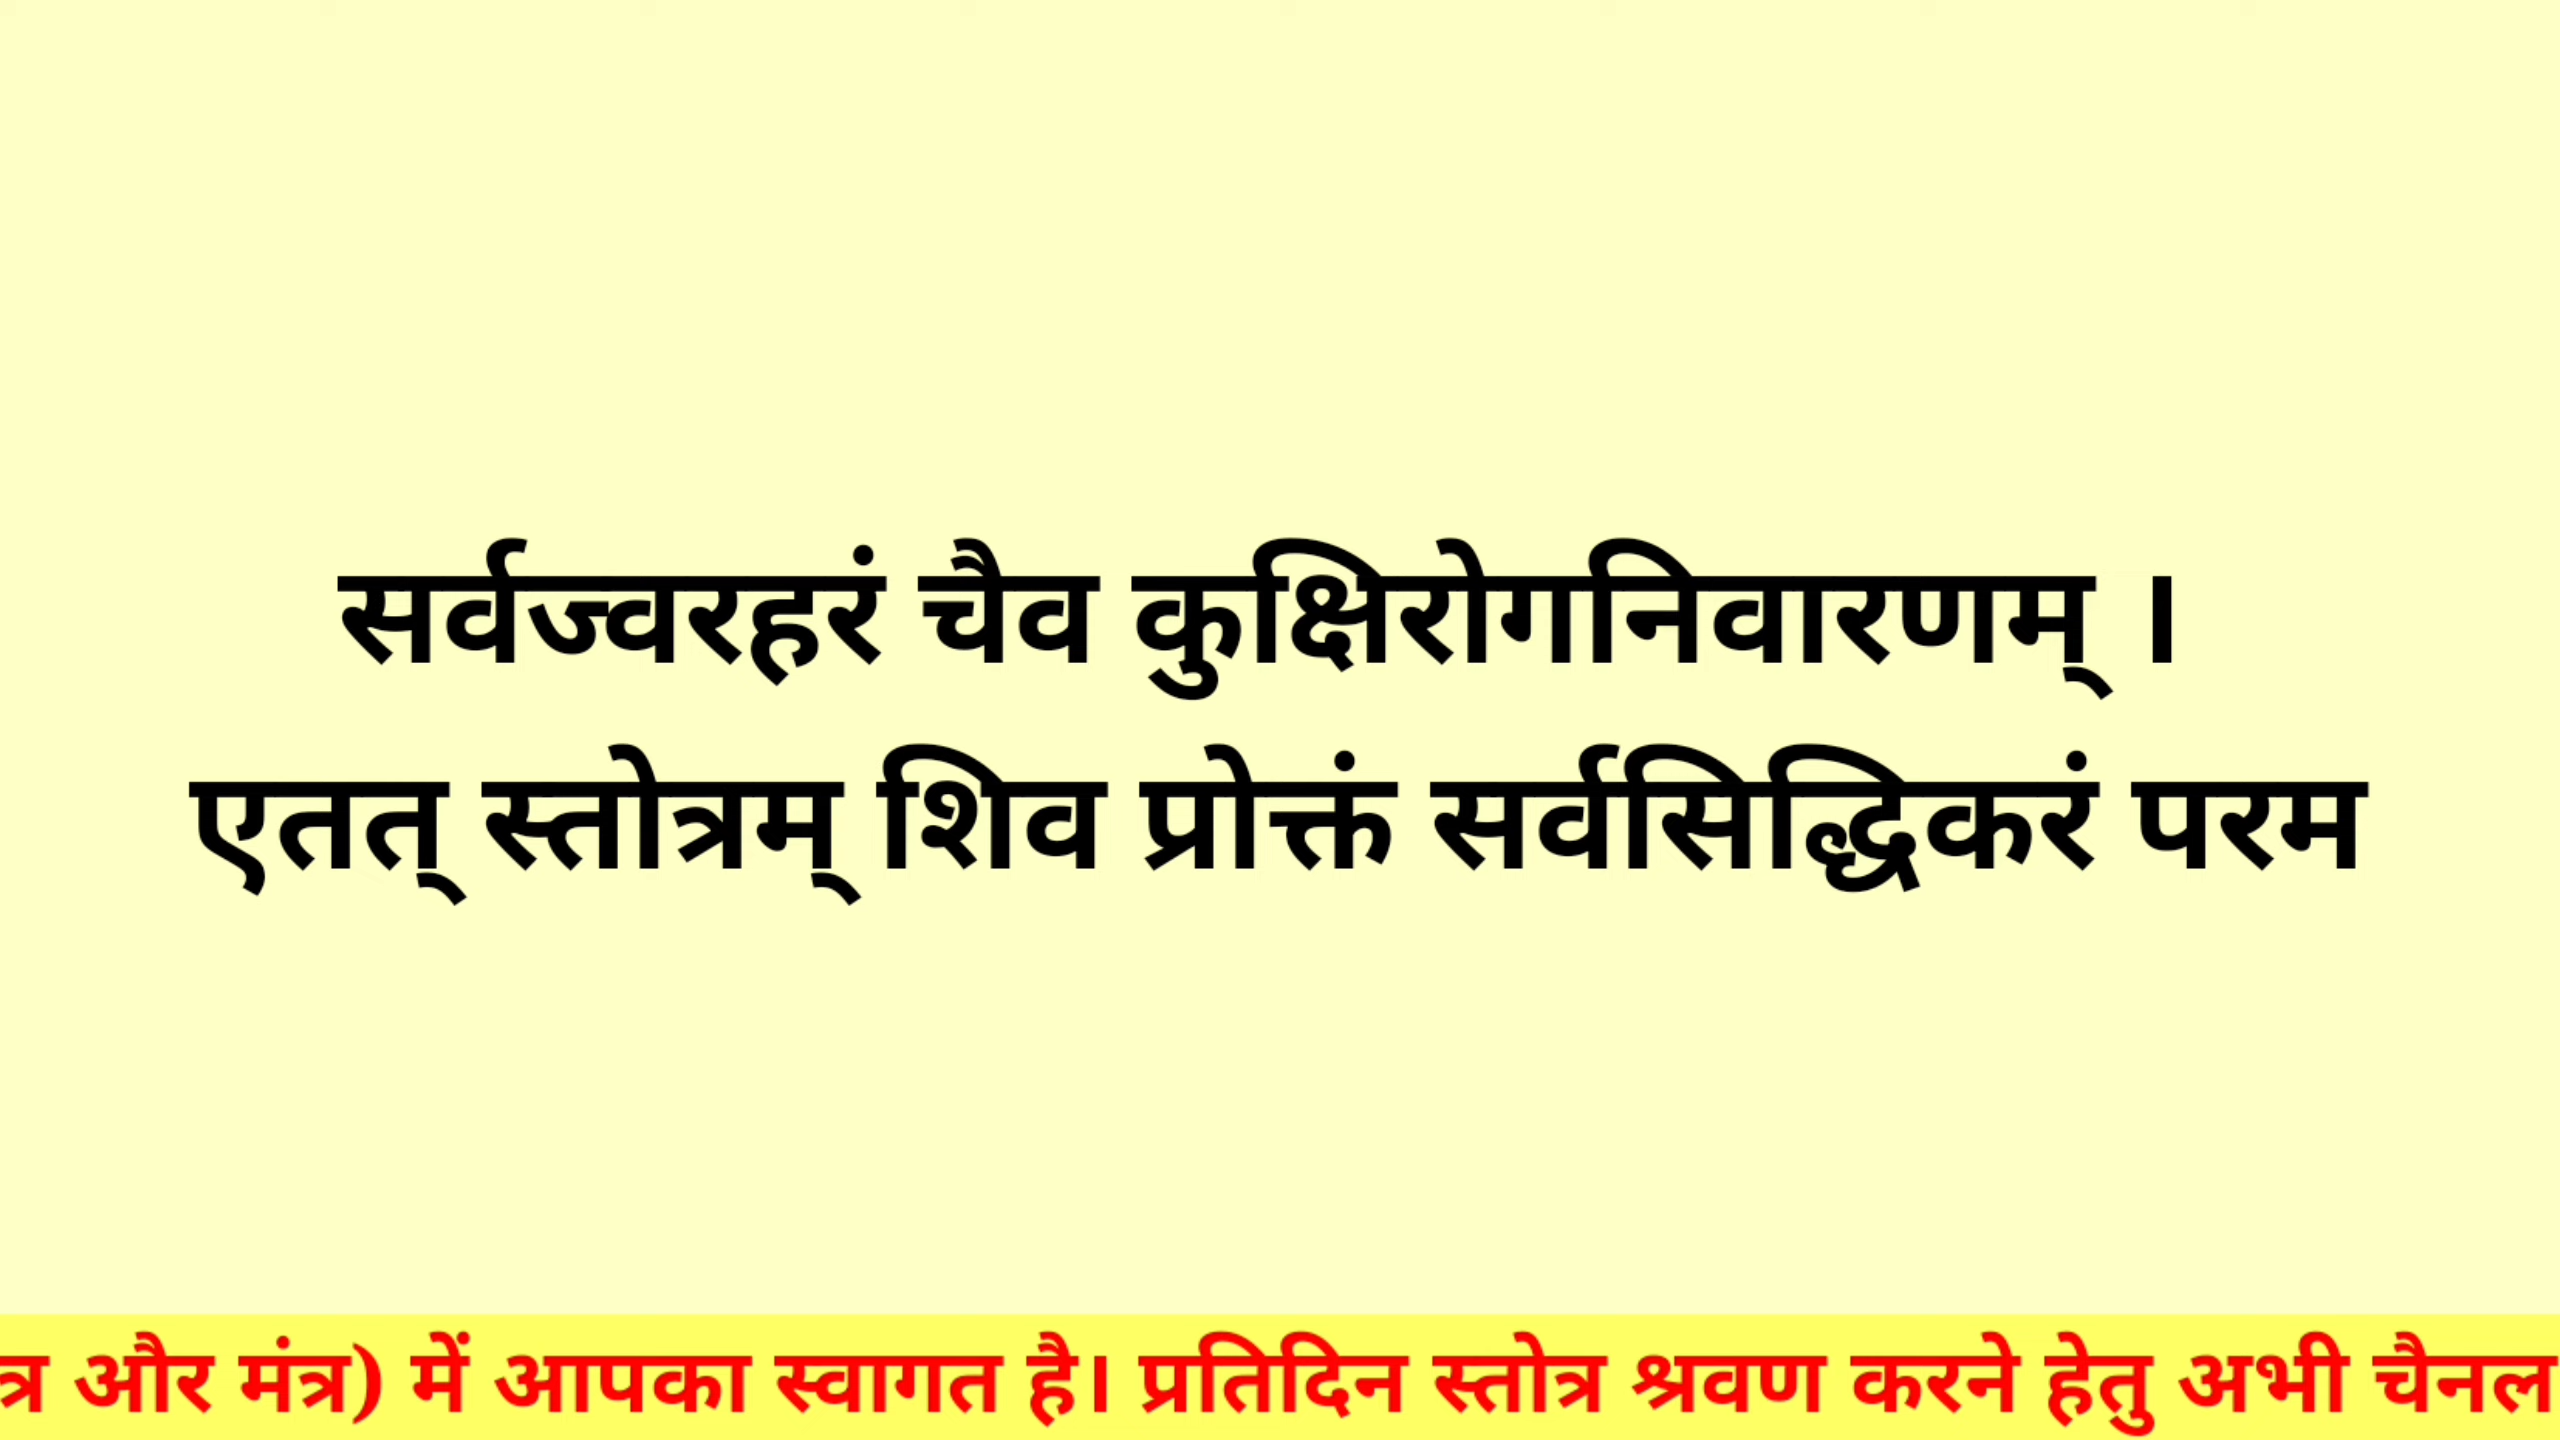 सर्वज्वरहरं चैव कुक्षिरोगनिवारणम् ।
एतत् स्तोत्रम् शिव प्रोक्तं सर्वसिद्धिकरं परम
त्र और मंत्र) में आपका स्वागत है। प्रतिदिन स्तोत्र श्रवण करने हेतु अभी चैनल